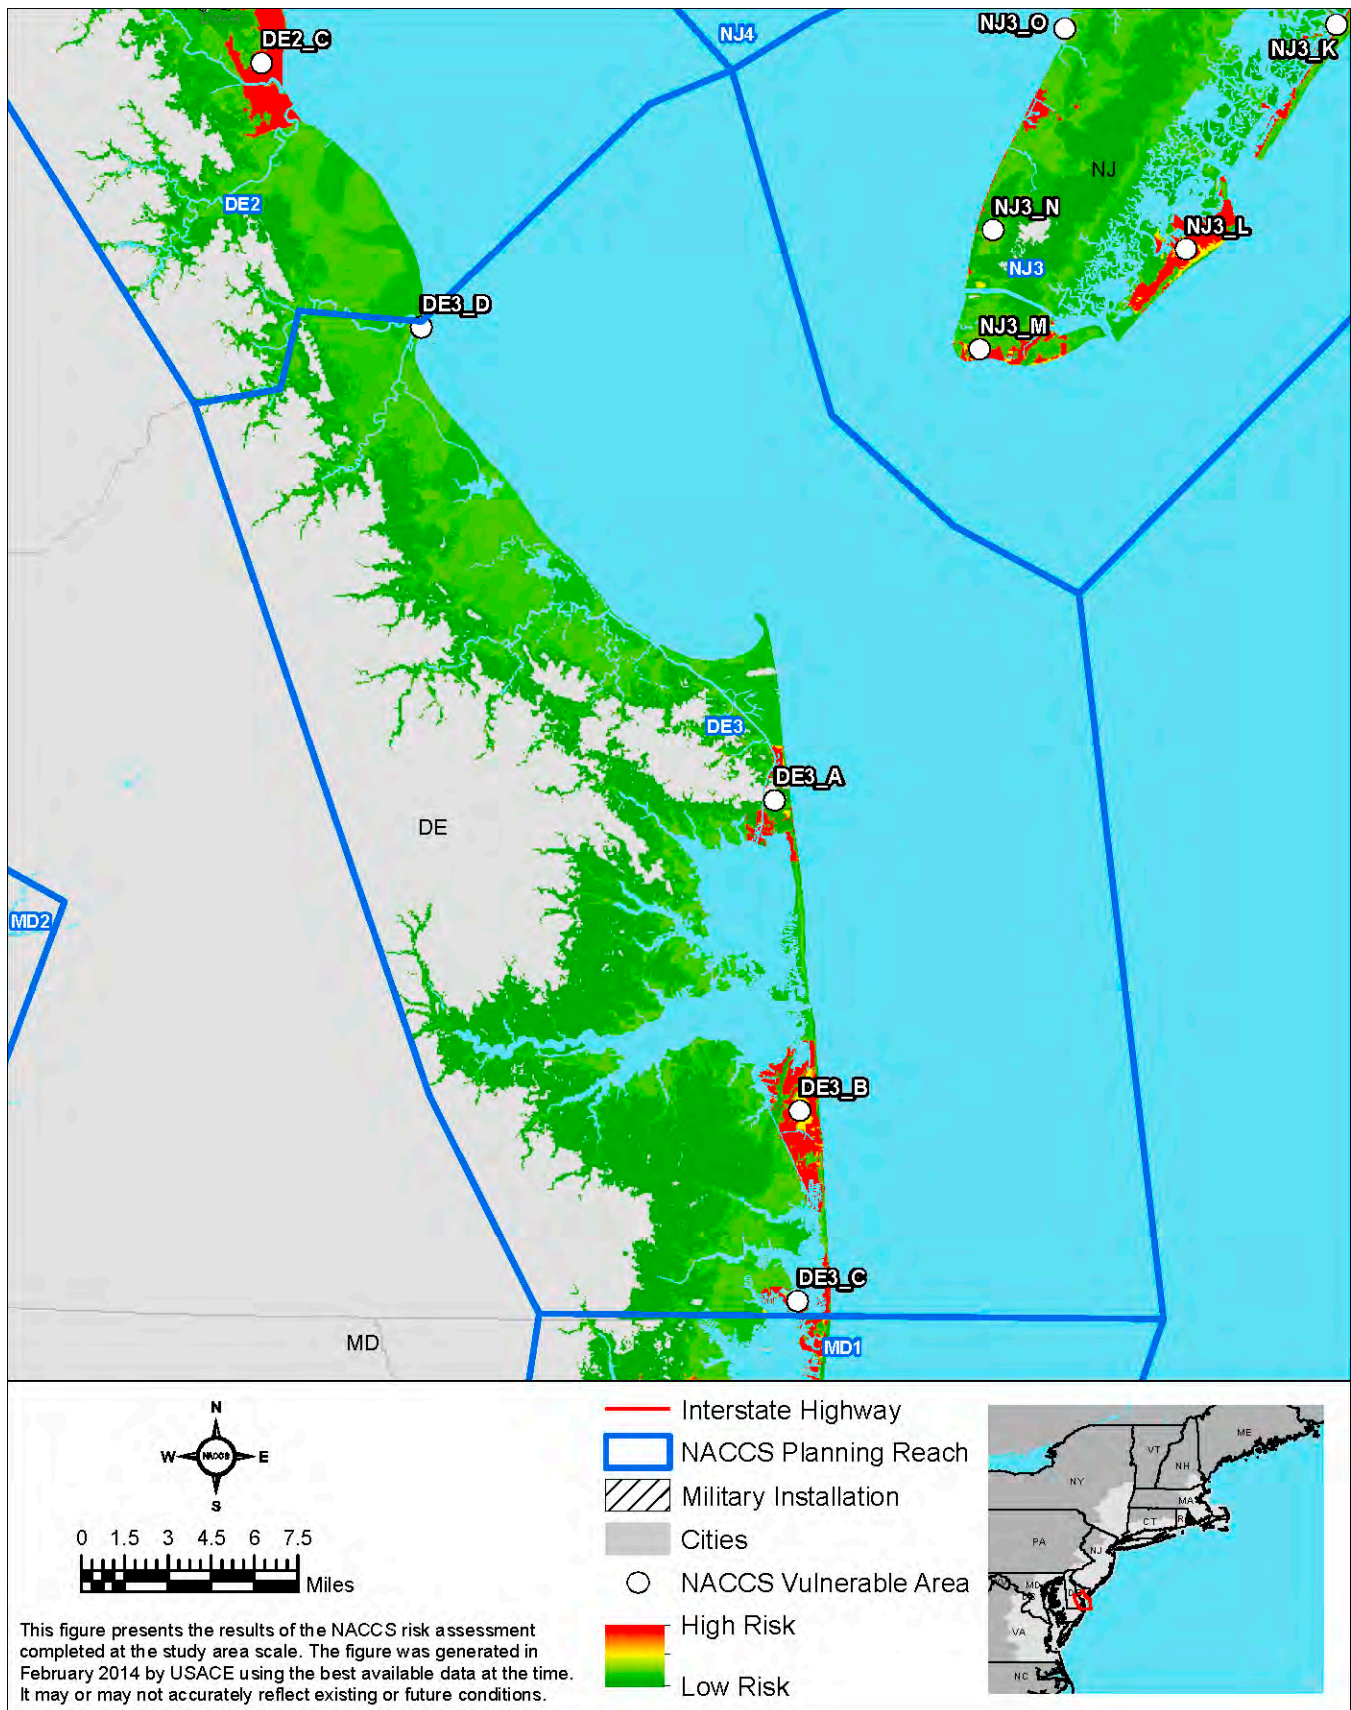 DE2_C
NJ4
NJ3_O
NJ3_K
NJ
DE2
NJ3_N
NJ3_L
NJ3
DE3_D
NJ3_M
DE3
DE3_A
DE
MD2
DE3_B
DE3_C
MD
MD1
N
W NACCS E
S
0 1.5 3 4.5 6 7.5
Miles
This figure presents the results of the NACCS risk assessment
completed at the study area scale. The figure was generated in
February 2014 by USACE using the best available data at the time.
It may or may not accurately reflect existing or future conditions.
Interstate Highway
NACCS Planning Reach
Military Installation
Cities
NACCS Vulnerable Area
High Risk
Low Risk
ME
VT
NH
NY
MA
CT
PA
NJ
MD
VA
NC